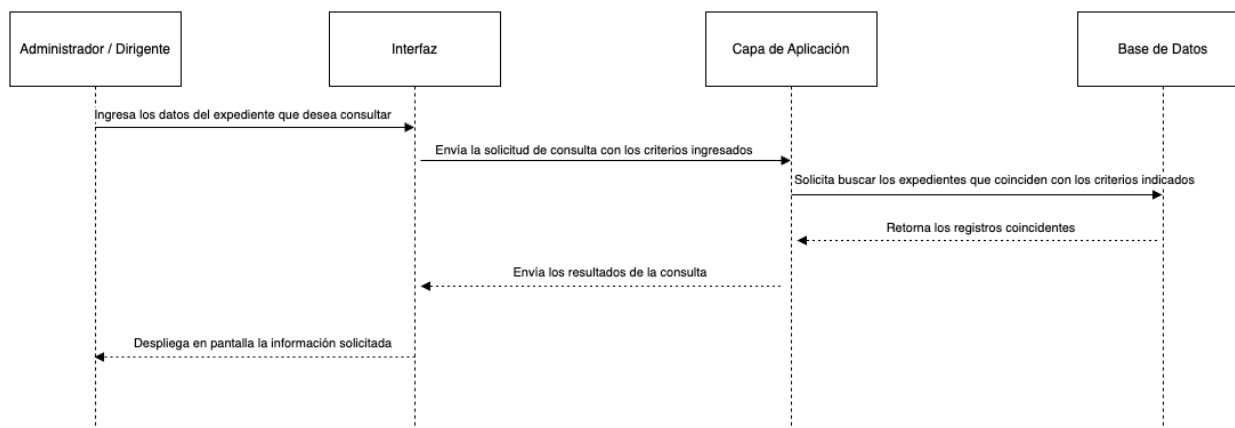 Administrador / Dirigente
Interfaz
Capa de Aplicación
Base de Datos
Ingresa los datos del expediente que desea consultar
Envía la solicitud de consulta con los criterios ingresados
Solicita buscar los expedientes que coinciden con los criterios indicados
Retorna los registros coincidentes
Envía los resultados de la consulta
Despliega en pantalla la información solicitada